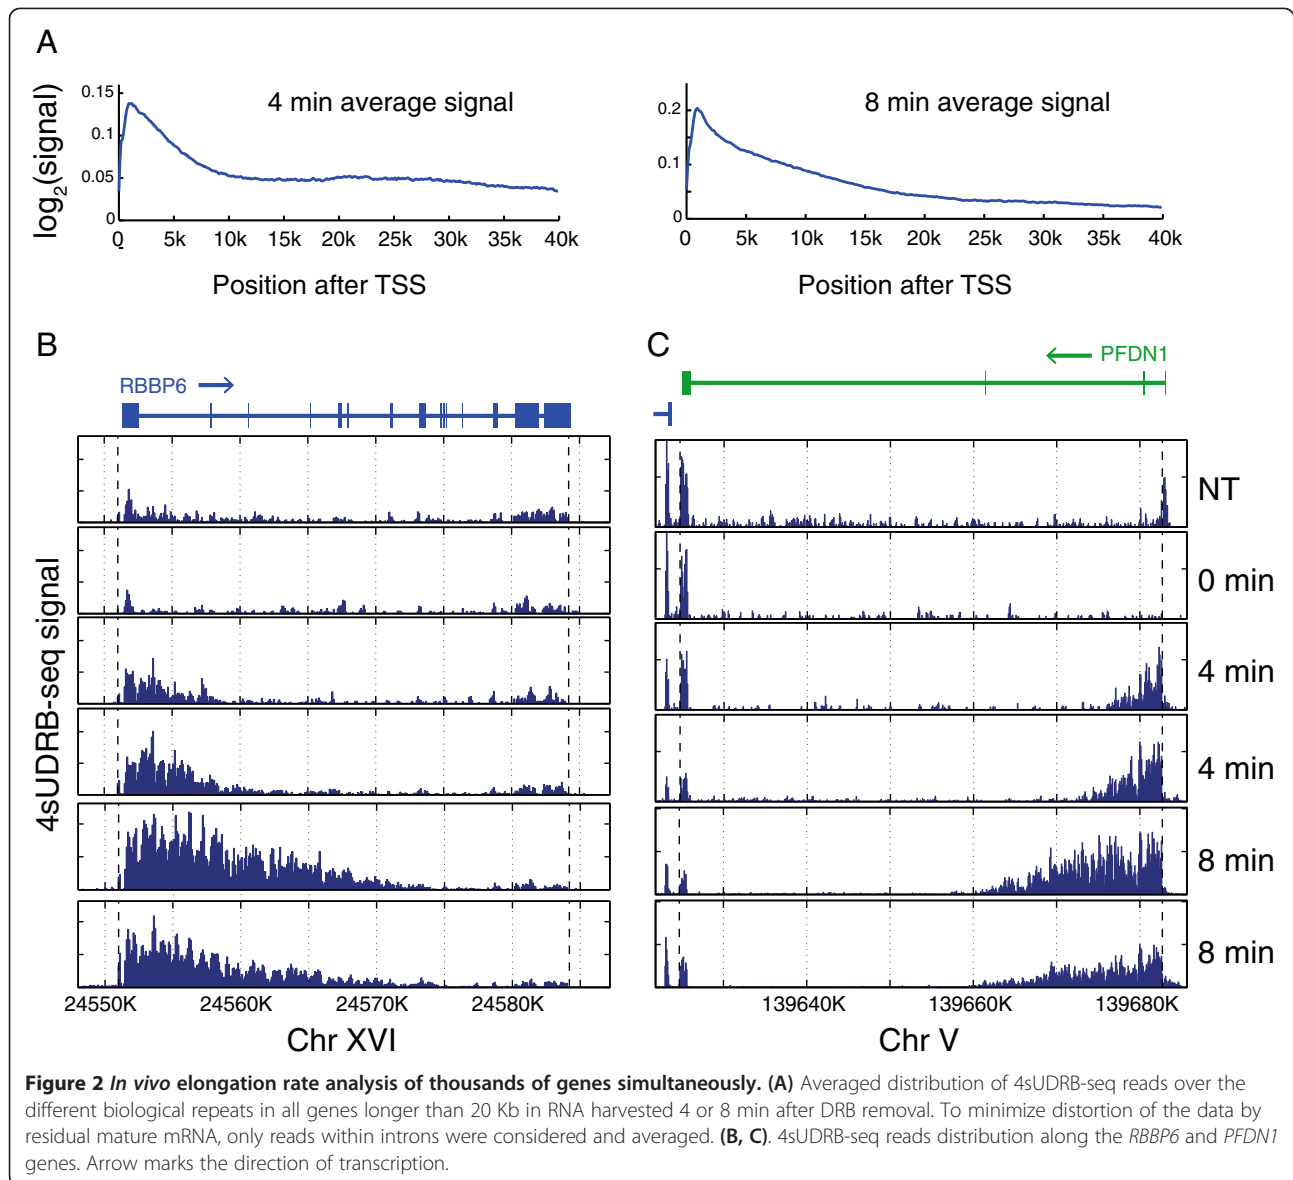 A
log2(signal)
0.15
0.1
0.05
0
4 min average signal
0 5k 10k 15k 20k 25k 30k 35k 40k
Position after TSS
0.2
0.1
0
8 min average signal
0 5k 10k 15k 20k 25k 30k 35k 40k
Position after TSS
B
RBBP6
4sUDRB-seq signal
24550K 24560K 24570K 24580K
Chr XVI
C
PFDN1
NT
0 min
4 min
4 min
8 min
8 min
139640K 139660K 139680K
Chr V
Figure 2 In vivo elongation rate analysis of thousands of genes simultaneously. (A) Averaged distribution of 4sUDRB-seq reads over the
different biological repeats in all genes longer than 20 Kb in RNA harvested 4 or 8 min after DRB removal. To minimize distortion of the data by
residual mature mRNA, only reads within introns were considered and averaged. (B, C). 4sUDRB-seq reads distribution along the RBBP6 and PFDN1
genes. Arrow marks the direction of transcription.